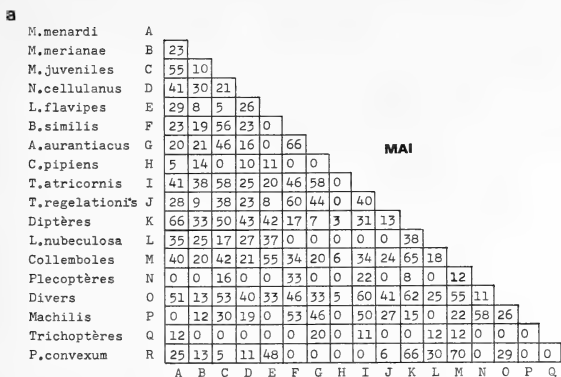 a
M.menardi A
M.merianae B 23
M.juveniles C 55 10
N.cellulanus D 41 30 21
L.flavipes E 29 8 5 26
B.similis F 23 19 56 23 0
A.aurantiacus G 20 21 46 16 0 66
MAI
C.pipiens H 5 14 0 10 11 0 0
T.atricornis I 41 38 58 25 20 46 58 0
T.regelationi's J 28 9 38 23 8 60 44 0 40
Diptères K 66 33 50 43 42 17 7 3 31 13
L.nubeculosa L 35 25 17 27 37 0 0 0 0 0 38
Collemboles M 40 20 42 21 55 34 20 6 34 24 65 18
Plecoptères N 0 0 16 0 0 33 0 0 22 0 8 0 12
Divers O 51 13 53 40 33 46 33 5 60 41 62 25 55 11
Machilis P 0 12 30 19 0 53 46 0 50 27 15 0 22 58 26
Trichoptères Q 12 0 0 0 0 0 20 0 11 0 0 12 12 0 0 0
P.convexum R 25 13 5 11 48 0 0 0 0 6 66 30 70 0 29 0 0
A B C D E F G H I J K L M N O P Q